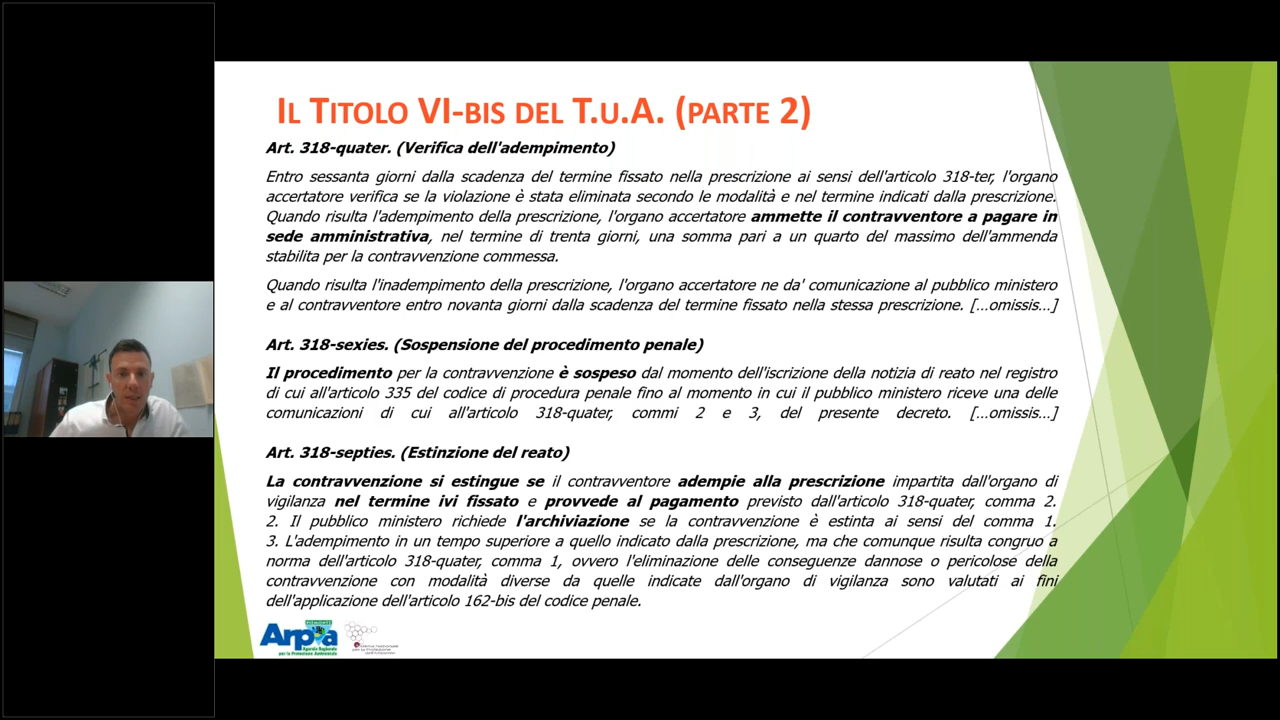 IL TITOLO VI-BIS DEL T.U.A. (PARTE 2)
Art. 318-quater. (Verifica dell'adempimento)
Entro sessanta giorni dalla scadenza del termine fissato nella prescrizione ai sensi dell'articolo 318-ter, l'organo
accertatore verifica se la violazione è stata eliminata secondo le modalità e nel termine indicati dalla prescrizione.
Quando risulta l'adempimento della prescrizione, l'organo accertatore ammette il contravventore a pagare in
sede amministrativa, nel termine di trenta giorni, una somma pari a un quarto del massimo dell'ammenda
stabilita per la contravvenzione commessa.
Quando risulta l'inadempimento della prescrizione, l'organo accertatore ne da' comunicazione al pubblico ministero
e al contravventore entro novanta giorni dalla scadenza del termine fissato nella stessa prescrizione. [...omissis...]
Art. 318-sexies. (Sospensione del procedimento penale)
Il procedimento per la contravvenzione è sospeso dal momento dell'iscrizione della notizia di reato nel registro
di cui all'articolo 335 del codice di procedura penale fino al momento in cui il pubblico ministero riceve una delle
comunicazioni di cui all'articolo 318-quater, commi 2 e 3, del presente decreto. [...omissis...]
Art. 318-septies. (Estinzione del reato)
La contravvenzione si estingue se il contravventore adempie alla prescrizione impartita dall'organo di
vigilanza nel termine ivi fissato e provvede al pagamento previsto dall'articolo 318-quater, comma 2.
2. Il pubblico ministero richiede l'archiviazione se la contravvenzione è estinta ai sensi del comma 1.
3. L'adempimento in un tempo superiore a quello indicato dalla prescrizione, ma che comunque risulta congruo a
norma dell'articolo 318-quater, comma 1, ovvero l'eliminazione delle conseguenze dannose o pericolose della
contravvenzione con modalità diverse da quelle indicate dall'organo di vigilanza sono valutati ai fini
dell'applicazione dell'articolo 162-bis del codice penale.
PIEMONTE
Arpa
Agenzia Regionale
per la Protezione Ambientale